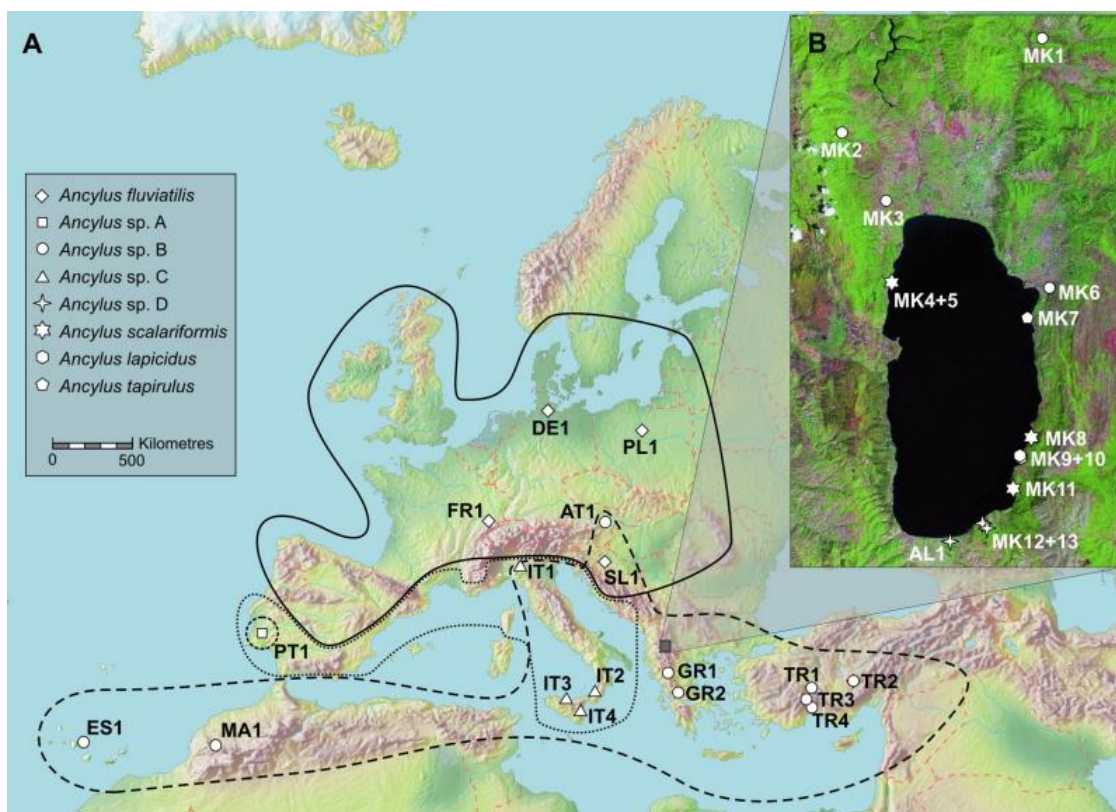 A
Ancylus fluviatilis
Ancylus sp. A
Ancylus sp. B
Ancylus sp. C
Ancylus sp. D
Ancylus scalariformis
Ancylus lapicidus
Ancylus tapirulus
Kilometres
0 500
DE1
PL1
FR1
AT1
IT1
SL1
PT1
IT2
IT3
IT4
GR1
GR2
TR1
TR2
TR3
TR4
ES1
MA1
B
MK1
MK2
MK3
MK4+5
MK6
MK7
MK8
MK9+10
MK11
MK12+13
AL1